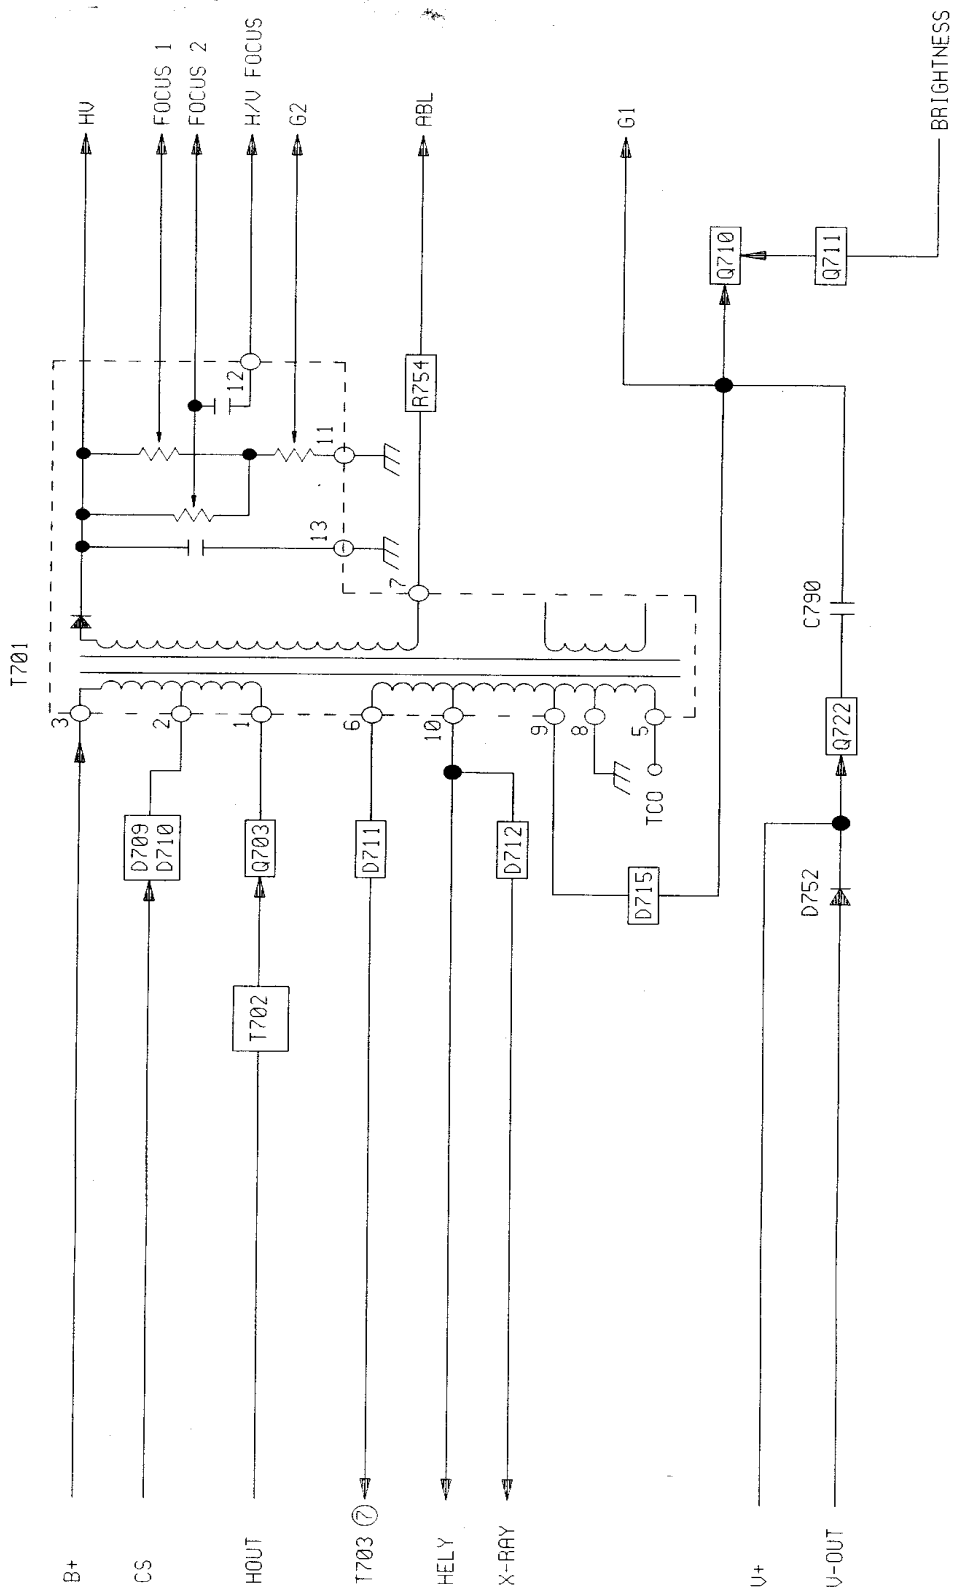 T701
HV
FOCUS 1
FOCUS 2
H/V FOCUS
G2
ABL
G1
BRIGHTNESS
B+
CS
HOUT
T703 ⑦
HELY
X-RAY
V+
V-OUT
3
2
1
6
10
9
8
5
12
11
13
7
D709
D710
Q703
T702
D711
D712
TCO
D715
R754
Q710
Q711
C790
Q722
D752